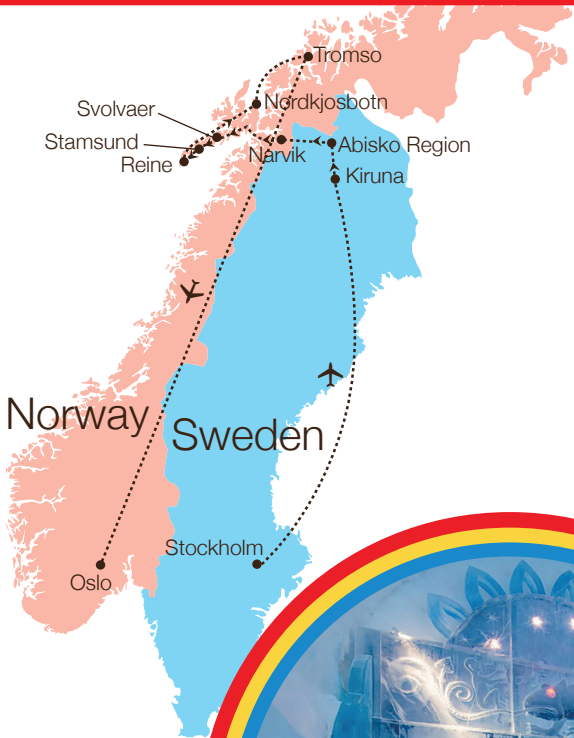 Tromso
Nordkjosbotn
Svolvaer
Stamsund
Reine
Narvik
Abisko Region
Kiruna
Norway
Sweden
Stockholm
Oslo